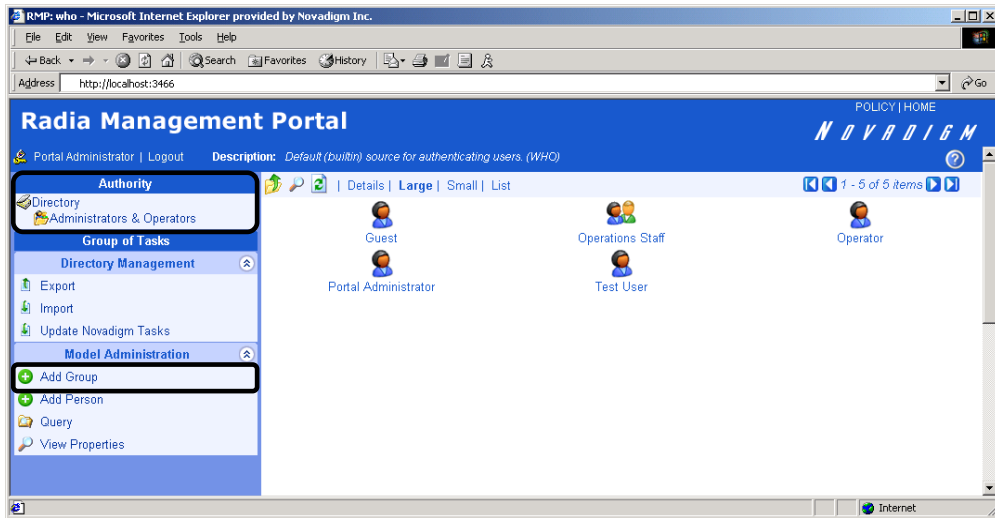 RMP: who - Microsoft Internet Explorer provided by Novadigm Inc.
File Edit View Favorites Tools Help
Back Search Favorites History
Address http://localhost:3466 Go
Radia Management Portal
POLICY | HOME
NOVADIGM
Portal Administrator | Logout Description: Default (builtin) source for authenticating users. (WHO)
Authority
Directory
Administrators & Operators
Group of Tasks
Directory Management
Export
Import
Update Novadigm Tasks
Model Administration
Add Group
Add Person
Query
View Properties
| Details | Large | Small | List
1 - 5 of 5 items
Guest
Operations Staff
Operator
Portal Administrator
Test User
Internet